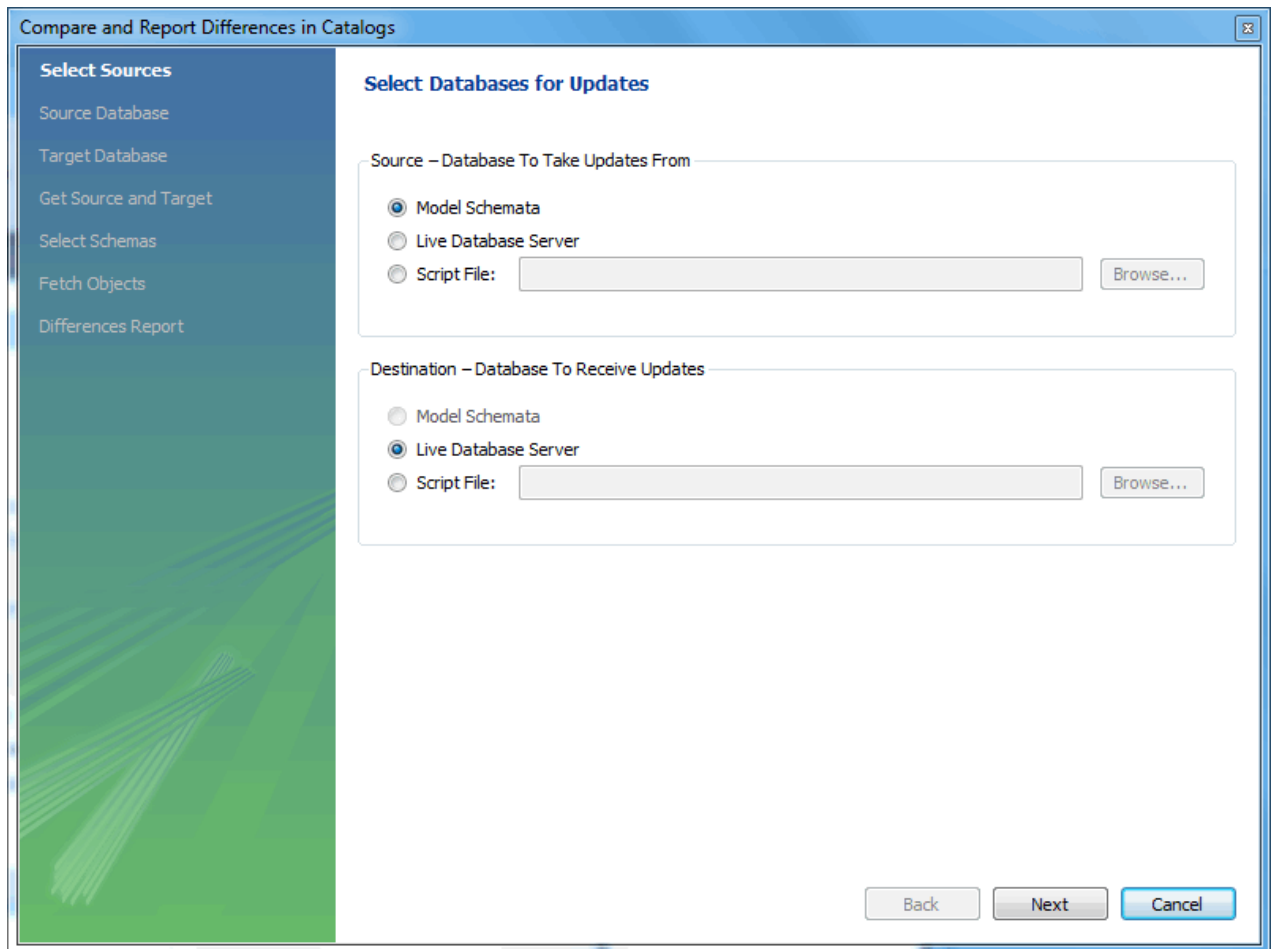 Compare and Report Differences in Catalogs
Select Sources
Source Database
Target Database
Get Source and Target
Select Schemas
Fetch Objects
Differences Report
Select Databases for Updates
Source – Database To Take Updates From
Model Schemata
Live Database Server
Script File: Browse...
Destination – Database To Receive Updates
Model Schemata
Live Database Server
Script File: Browse...
Back Next Cancel